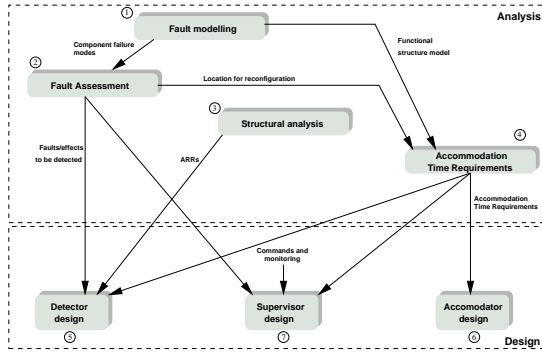 1
Analysis
Fault modelling
Component failure
modes
Functional
structure model
2
Fault Assessment
Location for reconfiguration
3
Structural analysis
4
Accommodation
Time Requirements
Faults/effects
to be detected
ARRs
Accommodation
Time Requirements
Commands and
monitoring
Detector
design
Supervisor
design
Accomodator
design
5
7
6
Design